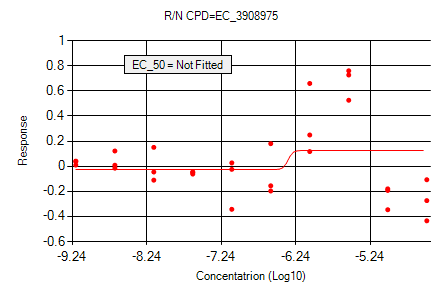 R/N CPD=EC_3908975
EC_50 = Not Fitted
Response
1
0.8
0.6
0.4
0.2
0
-0.2
-0.4
-0.6
-9.24 -8.24 -7.24 -6.24 -5.24
Concentatrion (Log10)